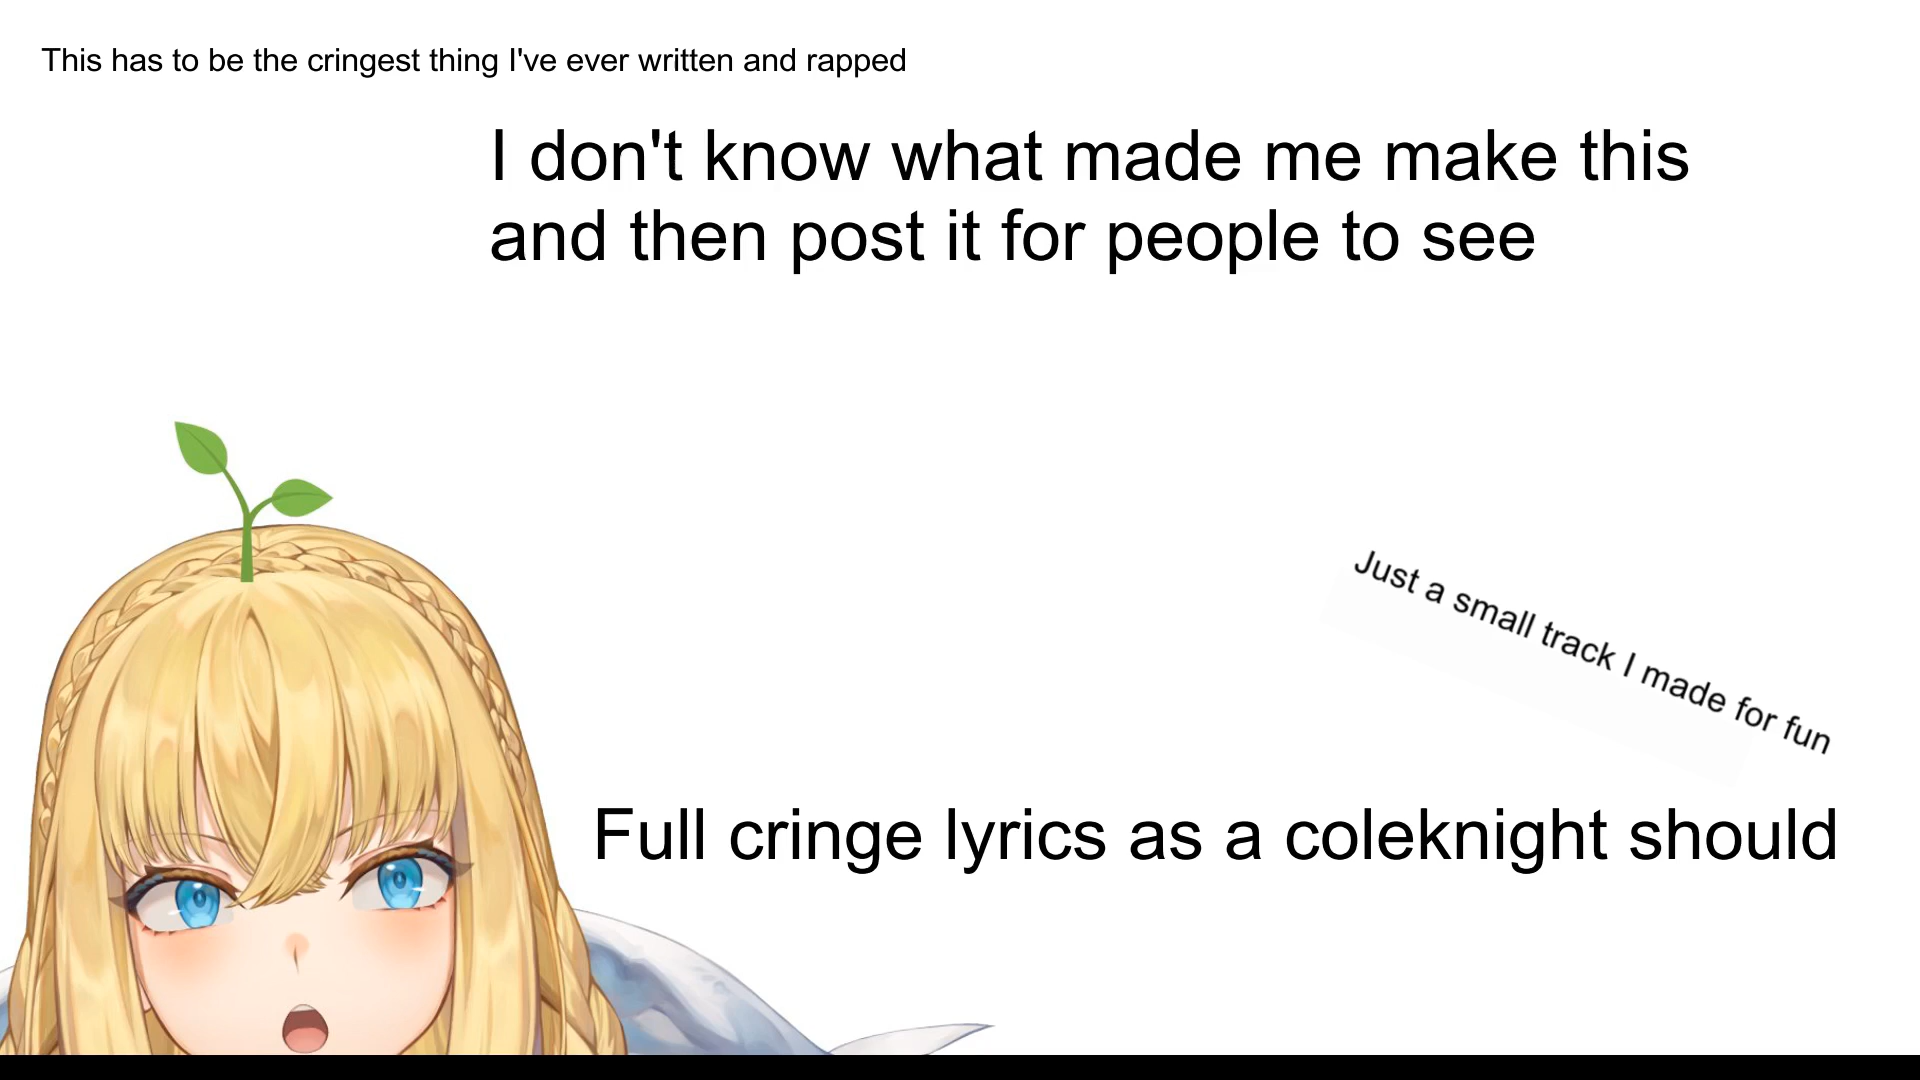 This has to be the cringest thing I've ever written and rapped
I don't know what made me make this
and then post it for people to see
Just a small track I made for fun
Full cringe lyrics as a coleknight should